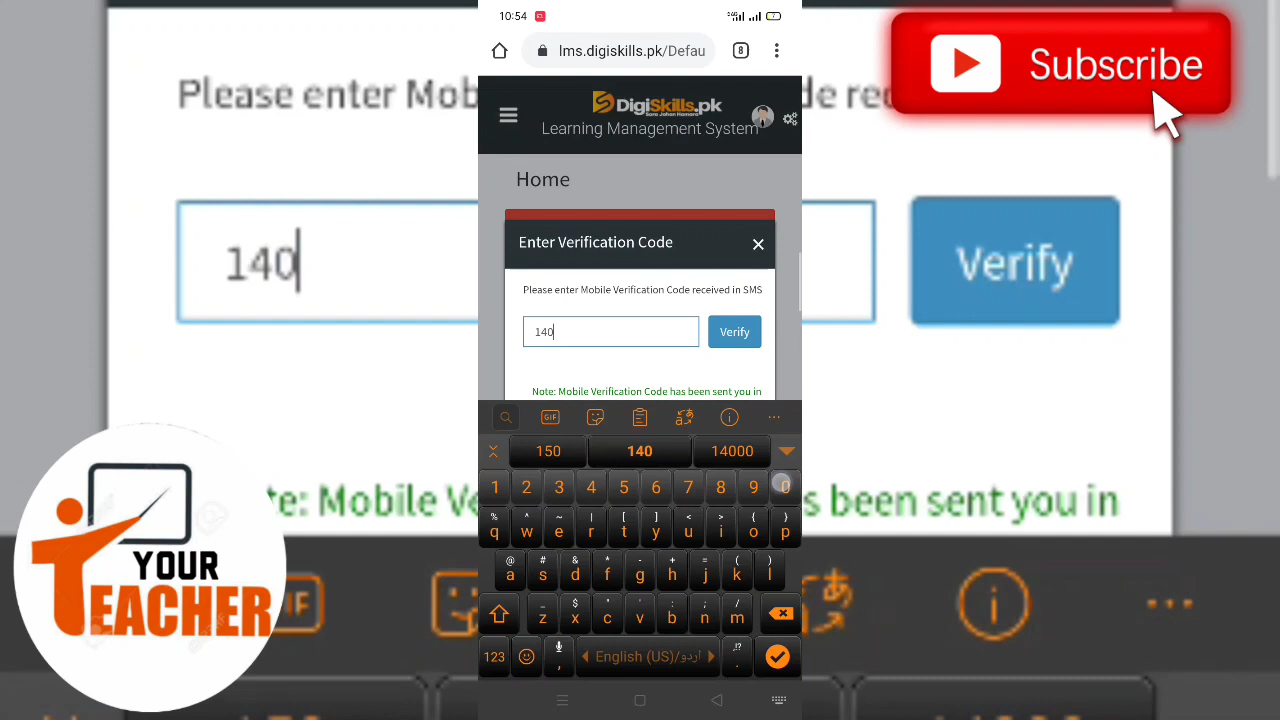 10:54
lms.digiskills.pk/Defau
8
DigiSkills.pk
Learning Management System
Home
Enter Verification Code
Please enter Mobile Verification Code received in SMS
140
Verify
Note: Mobile Verification Code has been sent you in
GIF
150
140
14000
1 2 3 4 5 6 7 8 9 0
% ^ ~ | [ ] < > { }
q w e r t y u i o p
@ # & * - + = ( )
a s d f g h j k l
_ $ " ' : ; /
z x c v b n m
123
, English (US)/اردو .
Please enter Mob
de rec
140
Verify
te: Mobile Ve
has been sent you in
Subscribe
YOUR
TEACHER